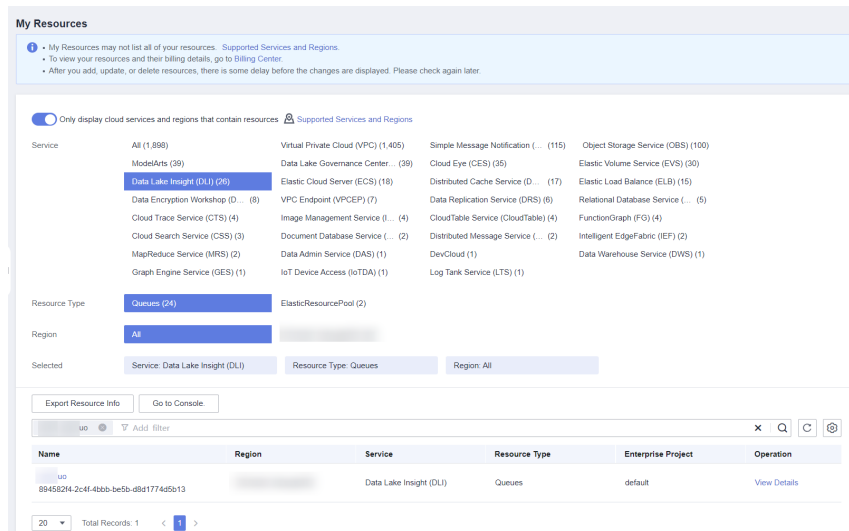 My Resources
• My Resources may not list all of your resources. Supported Services and Regions.
• To view your resources and their billing details, go to Billing Center.
• After you add, update, or delete resources, there is some delay before the changes are displayed. Please check again later.
Only display cloud services and regions that contain resources Supported Services and Regions
Service All (1,898) Virtual Private Cloud (VPC) (1,405) Simple Message Notification (... (115) Object Storage Service (OBS) (100)
ModelArts (39) Data Lake Governance Center... (39) Cloud Eye (CES) (35) Elastic Volume Service (EVS) (30)
Data Lake Insight (DLI) (26) Elastic Cloud Server (ECS) (18) Distributed Cache Service (D... (17) Elastic Load Balance (ELB) (15)
Data Encryption Workshop (D... (8) VPC Endpoint (VPCEP) (7) Data Replication Service (DRS) (6) Relational Database Service (... (5)
Cloud Trace Service (CTS) (4) Image Management Service (I... (4) CloudTable Service (CloudTable) (4) FunctionGraph (FG) (4)
Cloud Search Service (CSS) (3) Document Database Service (... (2) Distributed Message Service (... (2) Intelligent EdgeFabric (IEF) (2)
MapReduce Service (MRS) (2) Data Admin Service (DAS) (1) DevCloud (1) Data Warehouse Service (DWS) (1)
Graph Engine Service (GES) (1) IoT Device Access (IoTDA) (1) Log Tank Service (LTS) (1)
Resource Type Queues (24) ElasticResourcePool (2)
Region All
Selected Service: Data Lake Insight (DLI) Resource Type: Queues Region: All
Export Resource Info Go to Console.
uo Add filter
Name Region Service Resource Type Enterprise Project Operation
uo
894582f4-2c4f-4bbb-be5b-d8d1774d5b13 Data Lake Insight (DLI) Queues default View Details
20 Total Records: 1 < 1 >